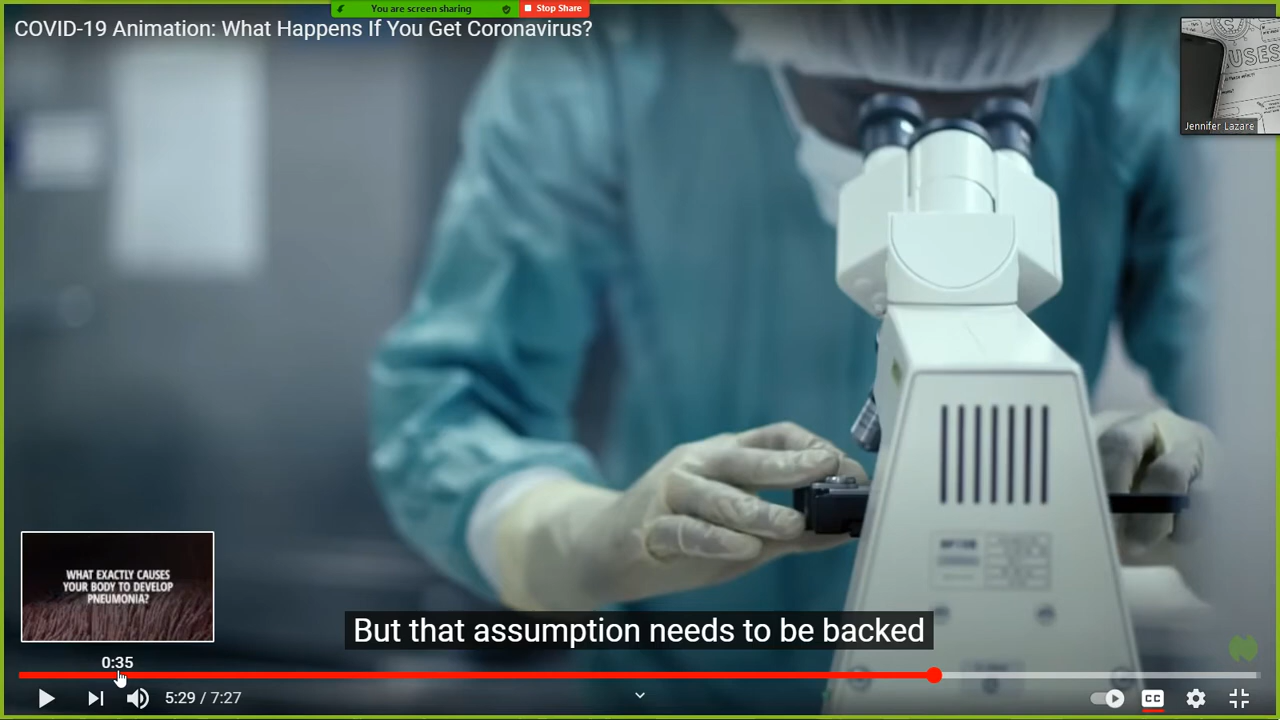 You are screen sharing
Stop Share
COVID-19 Animation: What Happens If You Get Coronavirus?
USES
Jennifer Lazare
WHAT EXACTLY CAUSES
YOUR BODY TO DEVELOP
PNEUMONIA?
But that assumption needs to be backed
0:35
5:29 / 7:27
CC